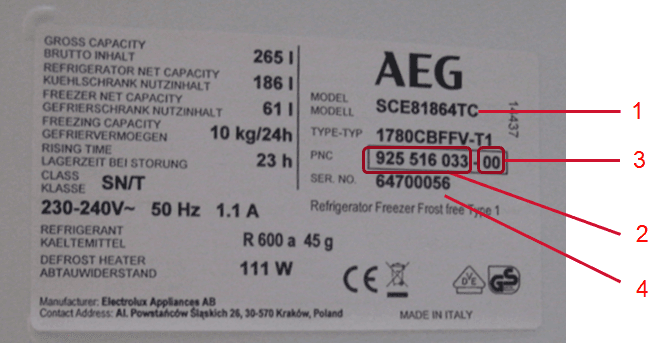 GROSS CAPACITY
BRUTTO INHALT 265 l
REFRIGERATOR NET CAPACITY
KUEHLSCHRANK NUTZINHALT 186 l
FREEZER NET CAPACITY
GEFRIERSCHRANK NUTZINHALT 61 l
FREEZING CAPACITY
GEFRIERVERMOEGEN 10 kg/24h
RISING TIME
LAGERZEIT BEI STORUNG 23 h
CLASS
KLASSE SN/T
230-240V~ 50 Hz 1.1 A
REFRIGERANT
KAELTEMITTEL R 600 a 45 g
DEFROST HEATER
ABTAUWIDERSTAND 111 W
Manufacturer: Electrolux Appliances AB
Contact Address: Al. Powstańców Śląskich 26, 30-570 Kraków, Poland
AEG
MODEL
MODELL SCE81864TC
TYPE-TYP 1780CBFFV-T1
PNC 925 516 033 - 00
SER. NO. 64700056
Refrigerator Freezer Frost free Type 1
CE
VDE
GS
MADE IN ITALY
1
3
2
4